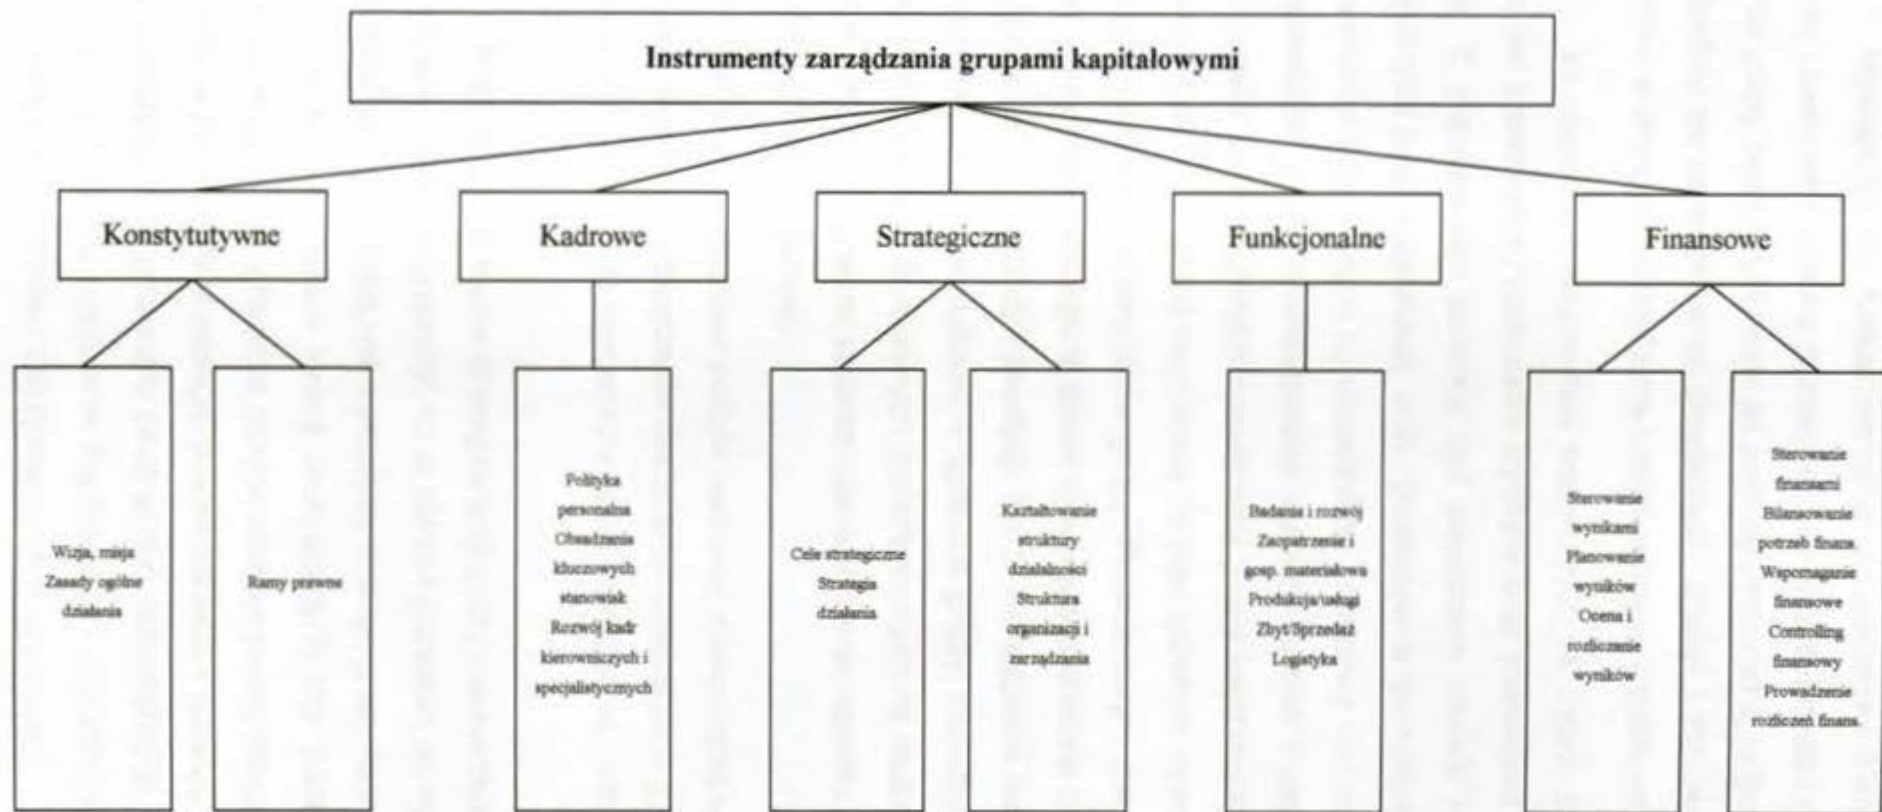 Instrumenty zarządzania grupami kapitałowymi
Konstytutywne
Kadrowe
Strategiczne
Funkcjonalne
Finansowe
Wizja, misja
Zasady ogólne
działania
Ramy prawne
Polityka
personalna
Obsadzania
kluczowych
stanowisk
Rozwój kadr
kierowniczych i
specjalistycznych
Cele strategiczne
Strategia
działania
Kształtowanie
struktury
działalności
Struktura
organizacji i
zarządzania
Badania i rozwój
Zaopatrzenie i
gosp. materiałowa
Produkcja/usługi
Zbyt/Sprzedaż
Logistyka
Sterowanie
wynikami
Planowanie
wyników
Ocena i
rozliczanie
wyników
Sterowanie
finansami
Bilansowanie
potrzeb finans.
Wspomaganie
finansowe
Controlling
finansowy
Prowadzenie
rozliczeń finans.